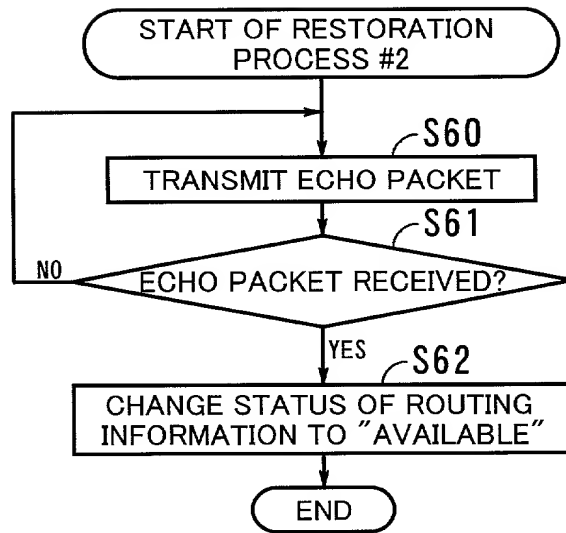 START OF RESTORATION
PROCESS #2
S60
TRANSMIT ECHO PACKET
S61
ECHO PACKET RECEIVED?
NO
YES
S62
CHANGE STATUS OF ROUTING
INFORMATION TO "AVAILABLE"
END